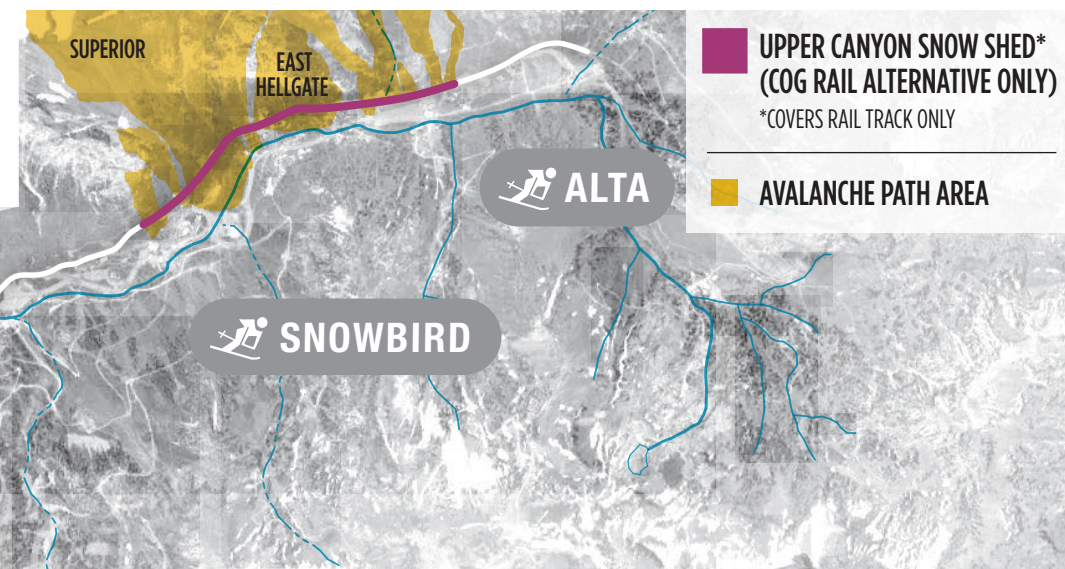 SUPERIOR
EAST
HELLGATE
UPPER CANYON SNOW SHED*
(COG RAIL ALTERNATIVE ONLY)
*COVERS RAIL TRACK ONLY
AVALANCHE PATH AREA
ALTA
SNOWBIRD